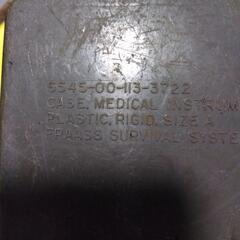 6545-00-113-3722
CASE, MEDICAL INSTRUM
PLASTIC, RIGID, SIZE A
SURVIVAL SYSTE